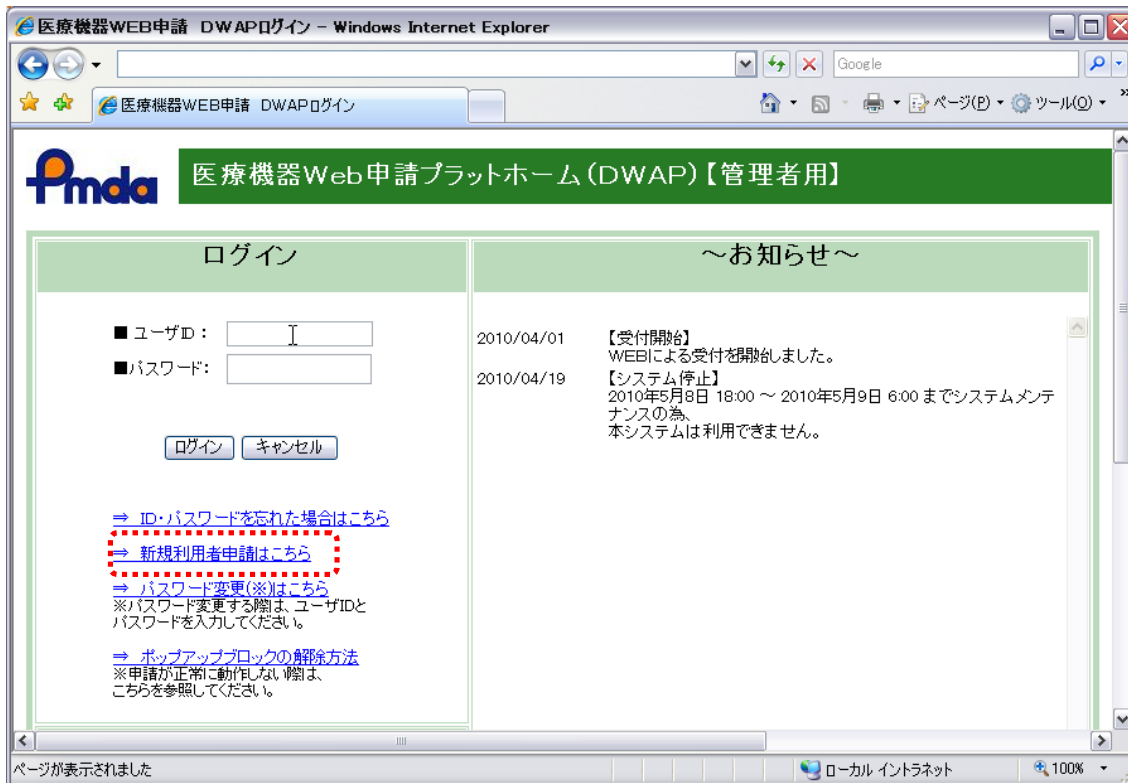 医療機器WEB申請 DWAPログイン - Windows Internet Explorer
Google
医療機器WEB申請 DWAPログイン
ページ(P)
ツール(O)
»
Pmda
医療機器Web申請プラットホーム(DWAP)【管理者用】
ログイン
■ ユーザID：
■パスワード：
ログイン
キャンセル
⇒ ID・パスワードを忘れた場合はこちら
⇒ 新規利用者申請はこちら
⇒ パスワード変更(※)はこちら
※パスワード変更する際は、ユーザIDと
パスワードを入力してください。
⇒ ポップアップブロックの解除方法
※申請が正常に動作しない際は、
こちらを参照してください。
～お知らせ～
2010/04/01 【受付開始】
WEBによる受付を開始しました。
2010/04/19 【システム停止】
2010年5月8日 18:00 ～ 2010年5月9日 6:00 までシステムメンテ
ナンスの為、
本システムは利用できません。
ページが表示されました
ローカル イントラネット
100%